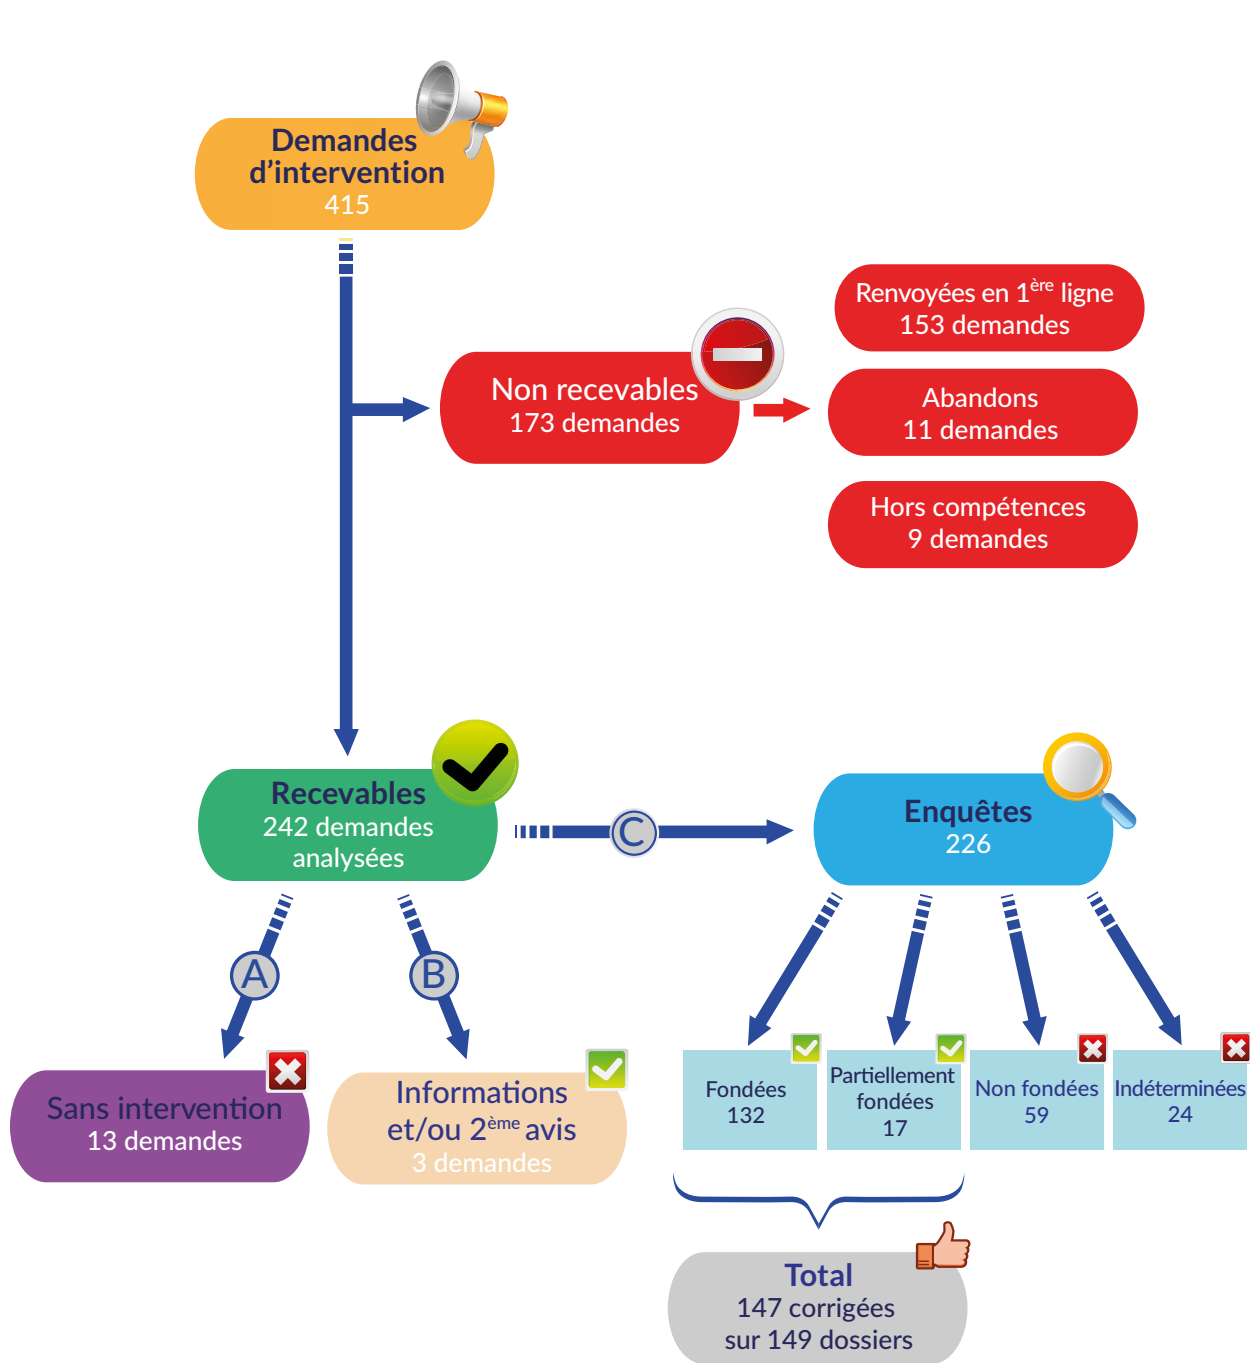 Demandes
d’intervention
415
Renvoyées en 1ère ligne
153 demandes
Non recevables
173 demandes
Abandons
11 demandes
Hors compétences
9 demandes
Recevables
242 demandes
analysées
C
Enquêtes
226
A
B
Sans intervention
13 demandes
Informations
et/ou 2ème avis
3 demandes
Fondées
132
Partiellement
fondées
17
Non fondées
59
Indéterminées
24
Total
147 corrigées
sur 149 dossiers